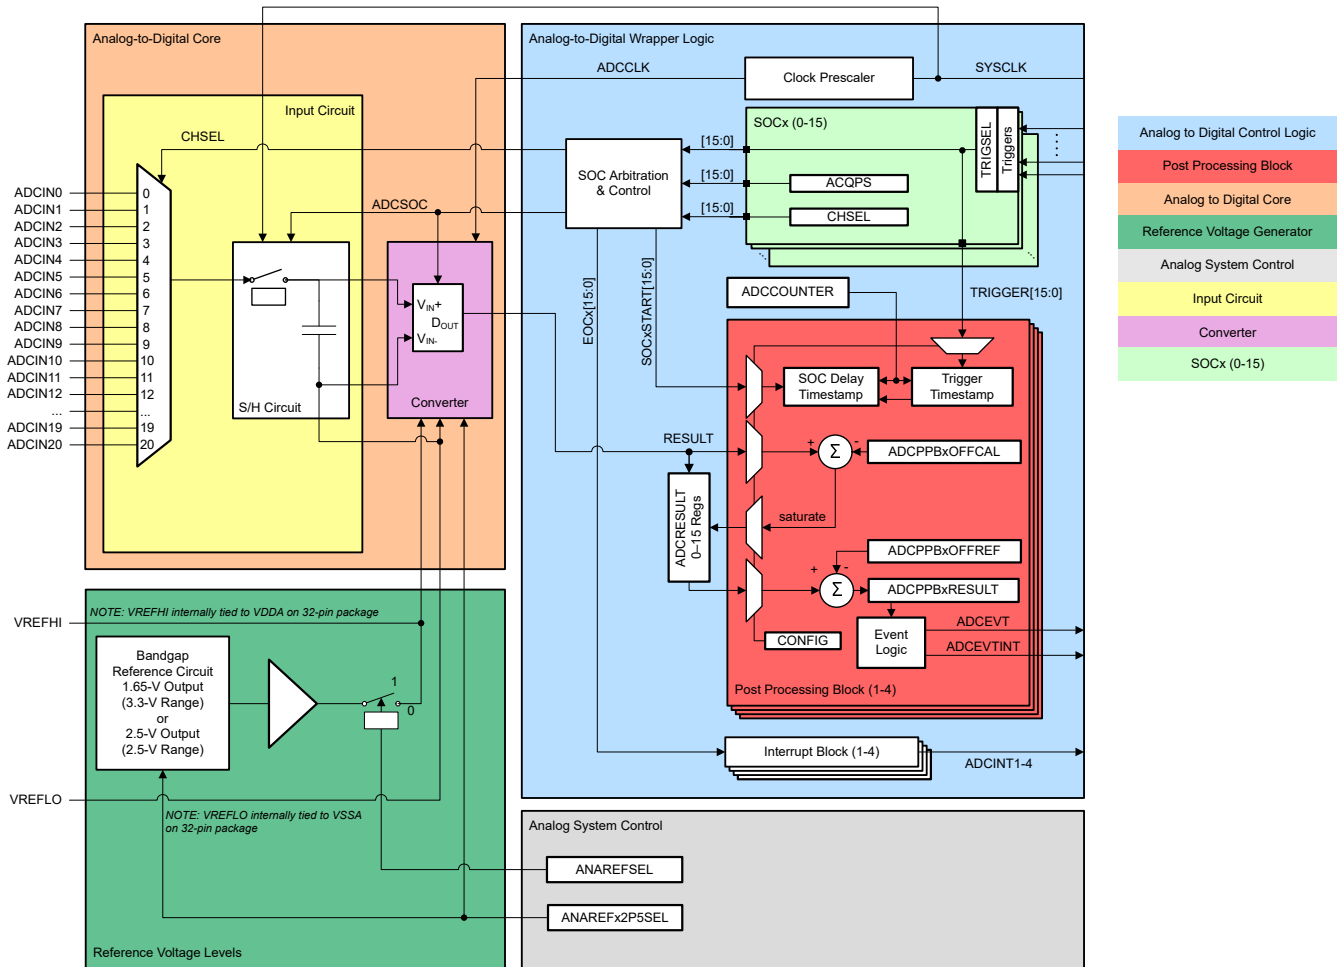 Analog-to-Digital Core
Input Circuit
CHSEL
ADCIN0
ADCIN1
ADCIN2
ADCIN3
ADCIN4
ADCIN5
ADCIN6
ADCIN7
ADCIN8
ADCIN9
ADCIN10
ADCIN11
ADCIN12
...
ADCIN19
ADCIN20
0
1
2
3
4
5
6
7
8
9
10
11
12
...
19
20
S/H Circuit
ADCSOC
VIN+
DOUT
VIN-
Converter
Analog-to-Digital Wrapper Logic
ADCCLK
Clock Prescaler
SYSCLK
SOCx (0-15)
TRIGSEL
Triggers
[15:0]
[15:0]
[15:0]
ACQPS
CHSEL
SOC Arbitration
& Control
EOCx[15:0]
SOCxSTART[15:0]
ADCCOUNTER
TRIGGER[15:0]
SOC Delay
Timestamp
Trigger
Timestamp
RESULT
+
-
Σ
ADCPPBxOFFCAL
saturate
ADCRESULT
0–15 Regs
ADCPPBxOFFREF
+
-
Σ
ADCPPBxRESULT
CONFIG
Event
Logic
ADCEVT
ADCEVTINT
Post Processing Block (1-4)
Interrupt Block (1-4)
ADCINT1-4
NOTE: VREFHI internally tied to VDDA on 32-pin package
VREFHI
Bandgap
Reference Circuit
1.65-V Output
(3.3-V Range)
or
2.5-V Output
(2.5-V Range)
1
0
VREFLO
NOTE: VREFLO internally tied to VSSA
on 32-pin package
Reference Voltage Levels
Analog System Control
ANAREFSEL
ANAREFx2P5SEL
Analog to Digital Control Logic
Post Processing Block
Analog to Digital Core
Reference Voltage Generator
Analog System Control
Input Circuit
Converter
SOCx (0-15)